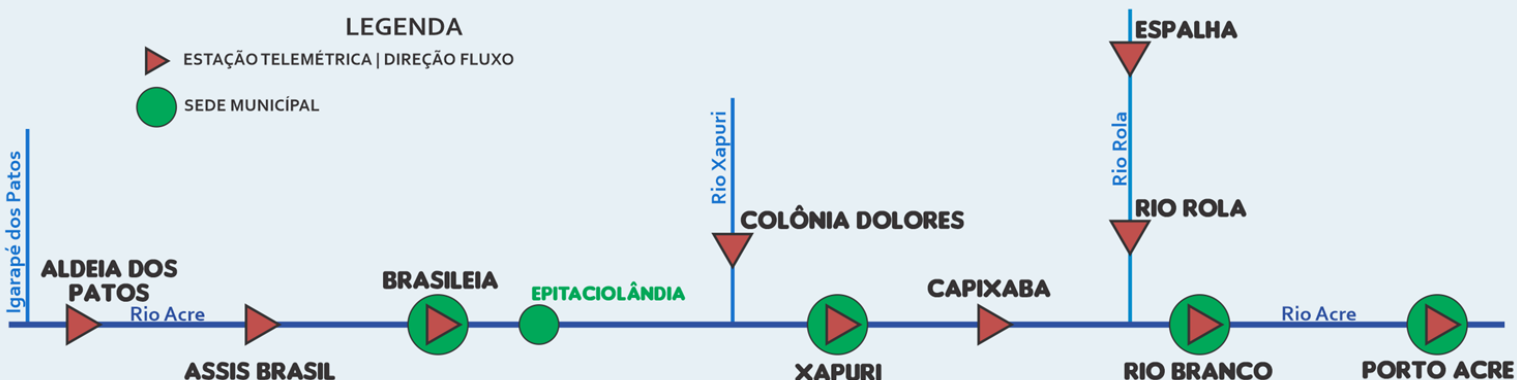 LEGENDA
ESTAÇÃO TELEMÉTRICA | DIREÇÃO FLUXO
SEDE MUNICÍPAL
Igarapé dos Patos
ALDEIA DOS
PATOS
Rio Acre
ASSIS BRASIL
BRASILEIA
EPITACIOLÂNDIA
Rio Xapuri
COLÔNIA DOLORES
XAPURI
CAPIXABA
ESPALHA
Rio Rola
RIO ROLA
RIO BRANCO
Rio Acre
PORTO ACRE